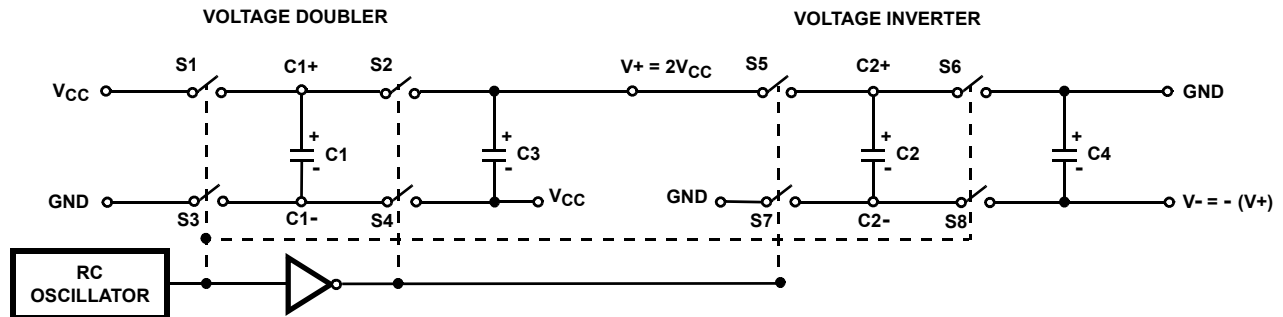 VOLTAGE DOUBLER
VOLTAGE INVERTER
S1 C1+ S2 V+ = 2VCC S5 C2+ S6
VCC GND
+ + + +
C1 C3 C2 C4
- - - -
GND VCC GND V- = - (V+)
S3 C1- S4 S7 C2- S8
RC
OSCILLATOR